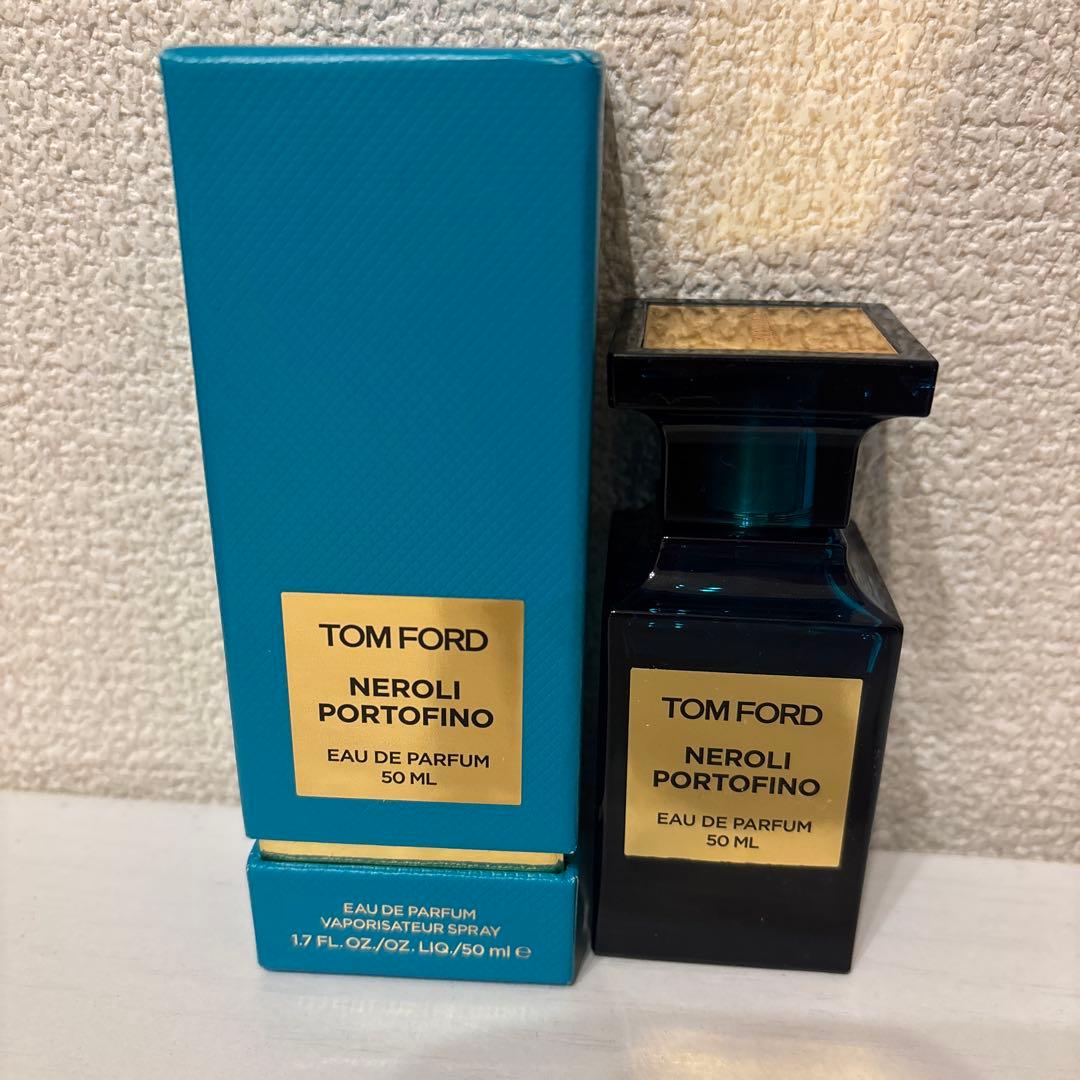 TOM FORD
NEROLI
PORTOFINO
EAU DE PARFUM
50 ML
EAU DE PARFUM
VAPORISATEUR SPRAY
1.7 FL. OZ./OZ. LIQ./50 ml ℮
TOM FORD
NEROLI
PORTOFINO
EAU DE PARFUM
50 ML